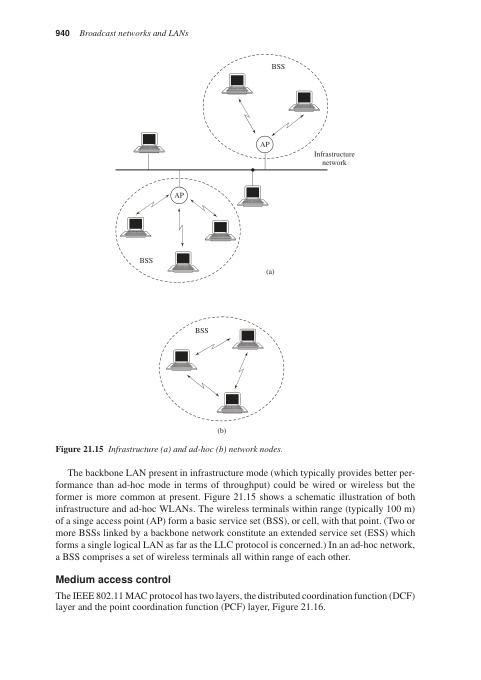 940 Broadcast networks and LANs
BSS
AP
Infrastructure
network
AP
BSS
(a)
BSS
(b)
Figure 21.15 Infrastructure (a) and ad-hoc (b) network nodes.
The backbone LAN present in infrastructure mode (which typically provides better per-
formance than ad-hoc mode in terms of throughput) could be wired or wireless but the
former is more common at present. Figure 21.15 shows a schematic illustration of both
infrastructure and ad-hoc WLANs. The wireless terminals within range (typically 100 m)
of a singe access point (AP) form a basic service set (BSS), or cell, with that point. (Two or
more BSSs linked by a backbone network constitute an extended service set (ESS) which
forms a single logical LAN as far as the LLC protocol is concerned.) In an ad-hoc network,
a BSS comprises a set of wireless terminals all within range of each other.
Medium access control
The IEEE 802.11 MAC protocol has two layers, the distributed coordination function (DCF)
layer and the point coordination function (PCF) layer, Figure 21.16.